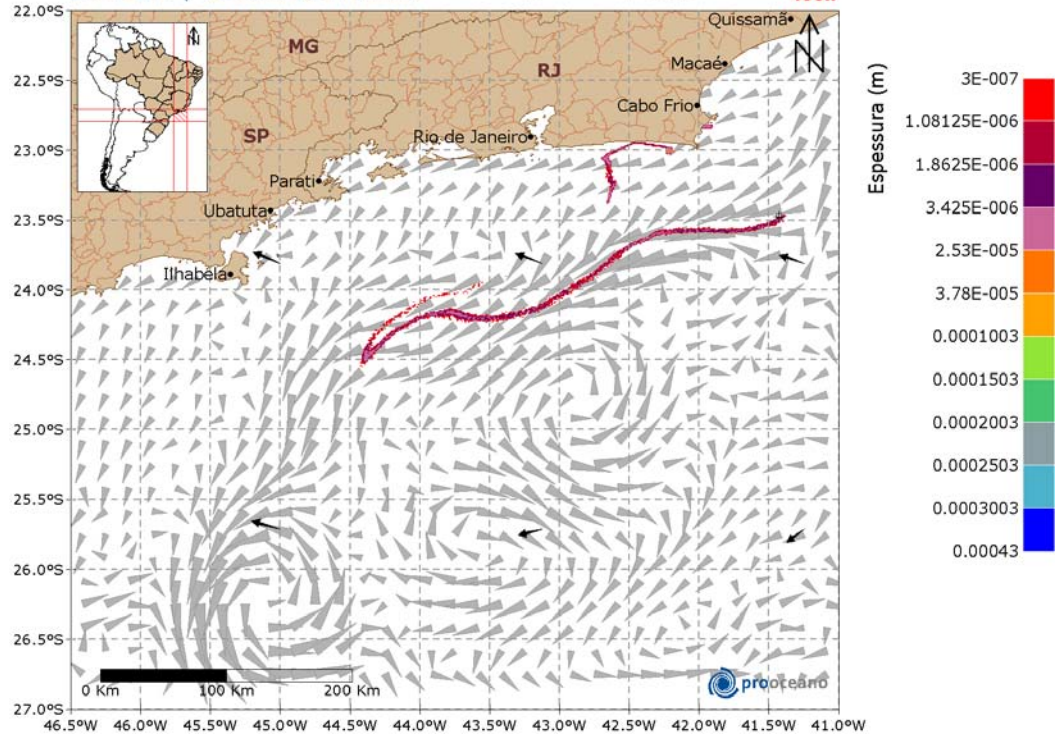 22.0°S
22.5°S
23.0°S
23.5°S
24.0°S
24.5°S
25.0°S
25.5°S
26.0°S
26.5°S
27.0°S
N
MG
RJ
SP
Quissamã
N
Macaé
Cabo Frio
Rio de Janeiro
Parati
Ubatuta
Ilhabela
0 Km 100 Km 200 Km
prooceano
46.5°W 46.0°W 45.5°W 45.0°W 44.5°W 44.0°W 43.5°W 43.0°W 42.5°W 42.0°W 41.5°W 41.0°W
Espessura (m)
3E-007
1.08125E-006
1.8625E-006
3.425E-006
2.53E-005
3.78E-005
0.0001003
0.0001503
0.0002003
0.0002503
0.0003003
0.00043